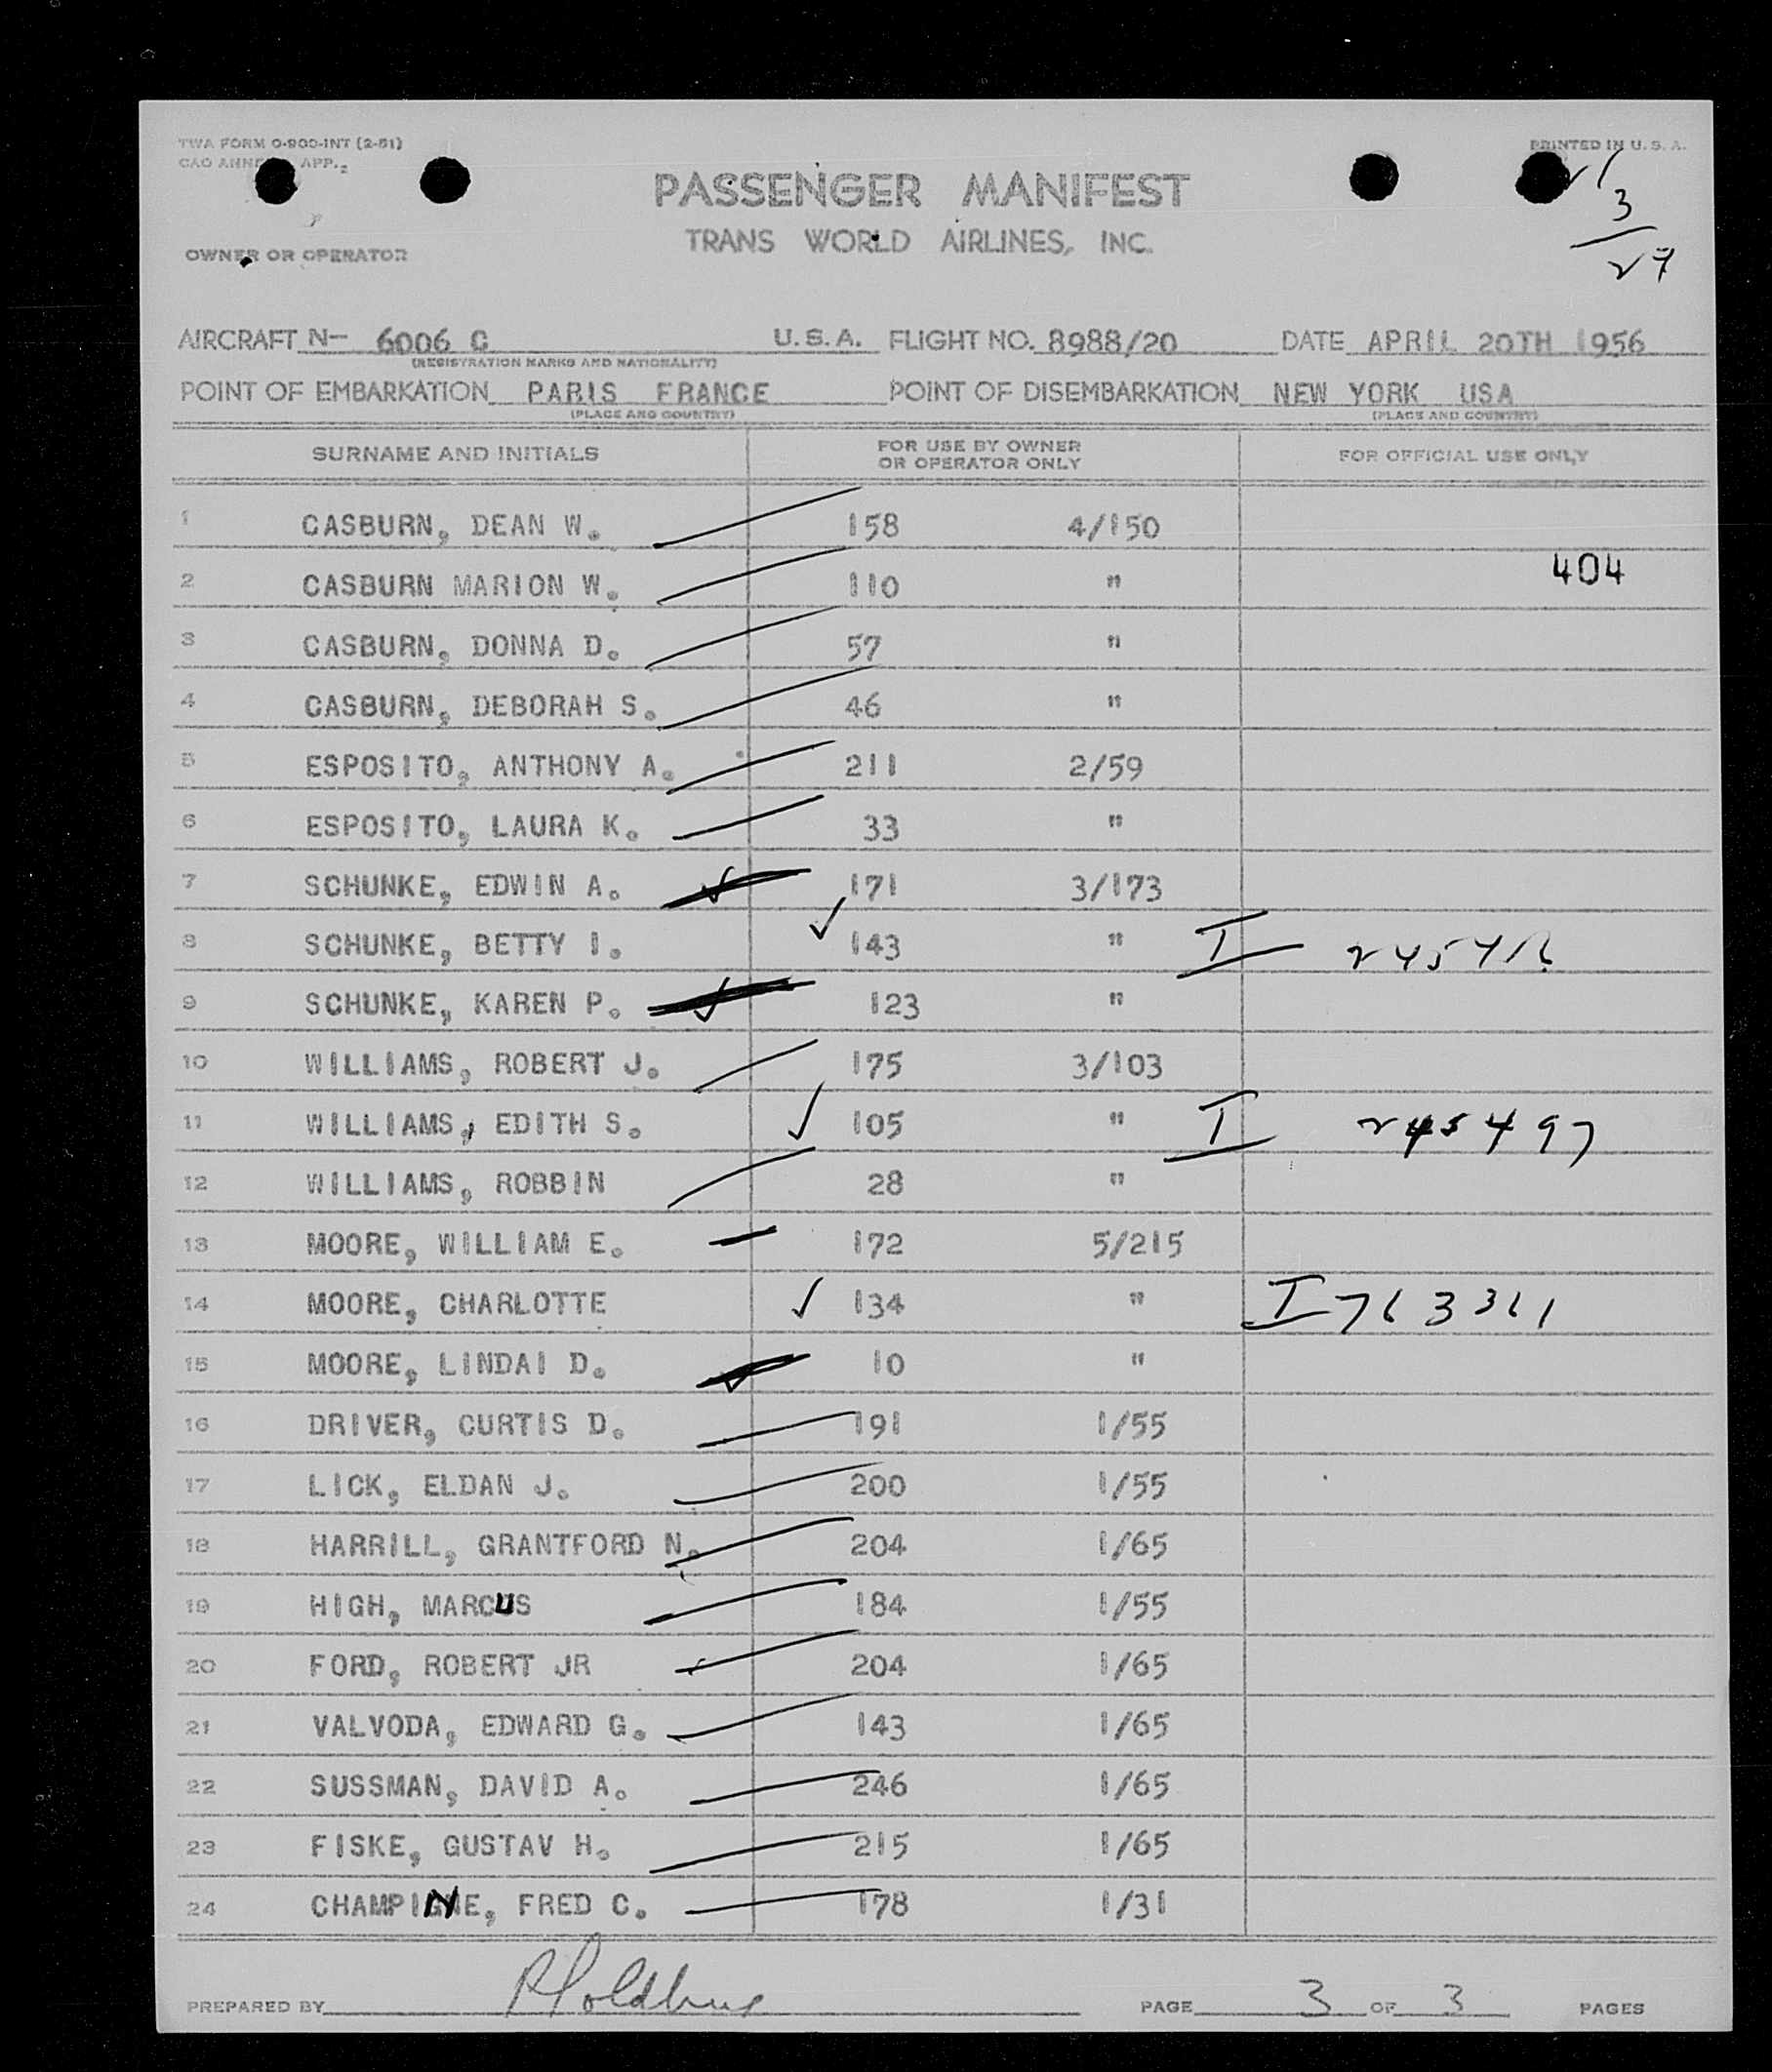 TWA FORM 0-900-INT (2-51)
PRINTED IN U. S. A.
APP. 2
PASSENGER MANIFEST
3
TRANS WORLD AIRLINES, INC.
OWNER OR OPERATOR
AIRCRAFT N- 6006 C U.S.A. FLIGHT NO. 8988/20 DATE APRIL 20TH 1956
(REGISTRATION MARKS AND NATIONALITY)
POINT OF EMBARKATION PARIS FRANCE POINT OF DISEMBARKATION NEW YORK USA
(PLACE AND COUNTRY) (PLACE AND COUNTRY)
SURNAME AND INITIALS FOR USE BY OWNER OR OPERATOR ONLY FOR OFFICIAL USE ONLY
1 CASBURN, DEAN W. 158 4/150
404
2 CASBURN MARION W. 110 "
3 CASBURN, DONNA D. 57 "
4 CASBURN, DEBORAH S. 46 "
5 ESPOSITO, ANTHONY A. 211 2/59
6 ESPOSITO, LAURA K. 33 "
7 SCHUNKE, EDWIN A. 171 3/173
8 SCHUNKE, BETTY I. 143 " I
9 SCHUNKE, KAREN P. 123 "
10 WILLIAMS, ROBERT J. 175 3/103
11 WILLIAMS, EDITH S. 105 " I 245497
12 WILLIAMS, ROBBIN 28 "
13 MOORE, WILLIAM E. 172 5/215
14 MOORE, CHARLOTTE 134 " I 763361
15 MOORE, LINDAI D. 10 "
16 DRIVER, CURTIS D. 191 1/55
17 LICK, ELDAN J. 200 1/55
18 HARRILL, GRANTFORD N. 204 1/65
19 HIGH, MARCUS 184 1/55
20 FORD, ROBERT JR 204 1/65
21 VALVODA, EDWARD G. 143 1/65
22 SUSSMAN, DAVID A. 246 1/65
23 FISKE, GUSTAV H. 215 1/65
24 CHAMPINE, FRED C. 178 1/31
PREPARED BY PAGE 3 OF 3 PAGES